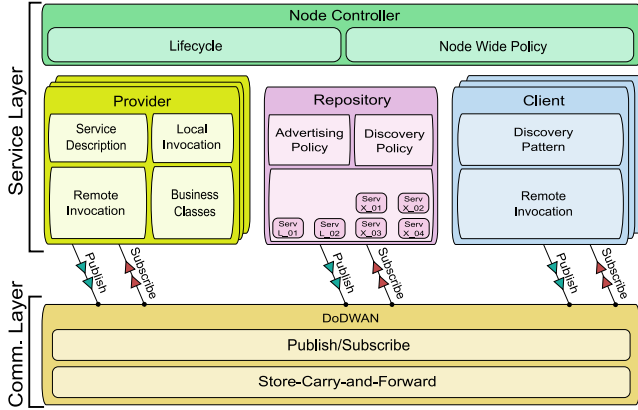 Node Controller
Lifecycle
Node Wide Policy
Service Layer
Provider
Service
Description
Local
Invocation
Remote
Invocation
Business
Classes
Repository
Advertising
Policy
Discovery
Policy
Serv
X_01
Serv
X_02
Serv
L_01
Serv
L_02
Serv
X_03
Serv
X_04
Client
Discovery
Pattern
Remote
Invocation
Publish
Subscribe
Publish
Subscribe
Publish
Subscribe
Comm. Layer
DoDWAN
Publish/Subscribe
Store-Carry-and-Forward